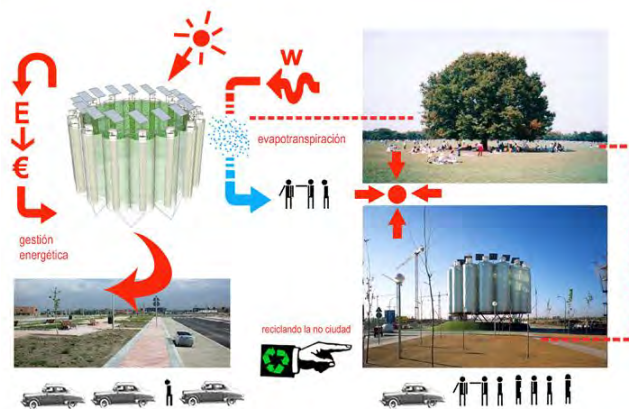 W
E
€
evapotranspiración
gestión
energética
reciclando la no ciudad